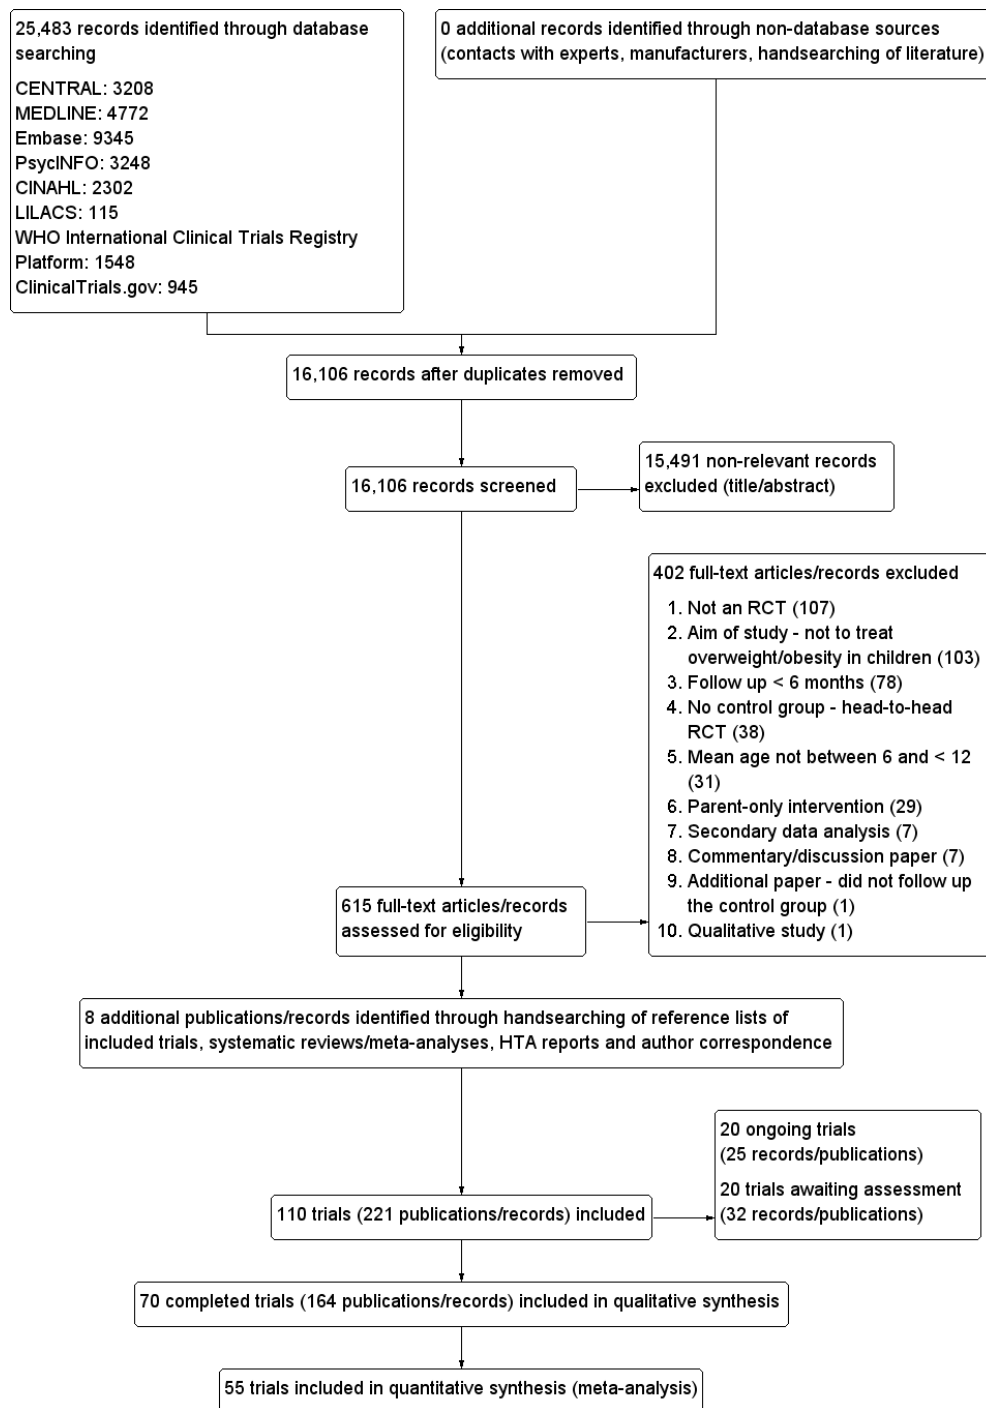 25,483 records identified through database
searching
CENTRAL: 3208
MEDLINE: 4772
Embase: 9345
PsycINFO: 3248
CINAHL: 2302
LILACS: 115
WHO International Clinical Trials Registry
Platform: 1548
ClinicalTrials.gov: 945
0 additional records identified through non-database sources
(contacts with experts, manufacturers, handsearching of literature)
16,106 records after duplicates removed
16,106 records screened
15,491 non-relevant records
excluded (title/abstract)
402 full-text articles/records excluded
1. Not an RCT (107)
2. Aim of study - not to treat
overweight/obesity in children (103)
3. Follow up < 6 months (78)
4. No control group - head-to-head
RCT (38)
5. Mean age not between 6 and < 12
(31)
6. Parent-only intervention (29)
7. Secondary data analysis (7)
8. Commentary/discussion paper (7)
9. Additional paper - did not follow up
the control group (1)
10. Qualitative study (1)
615 full-text articles/records
assessed for eligibility
8 additional publications/records identified through handsearching of reference lists of
included trials, systematic reviews/meta-analyses, HTA reports and author correspondence
20 ongoing trials
(25 records/publications)
20 trials awaiting assessment
(32 records/publications)
110 trials (221 publications/records) included
70 completed trials (164 publications/records) included in qualitative synthesis
55 trials included in quantitative synthesis (meta-analysis)